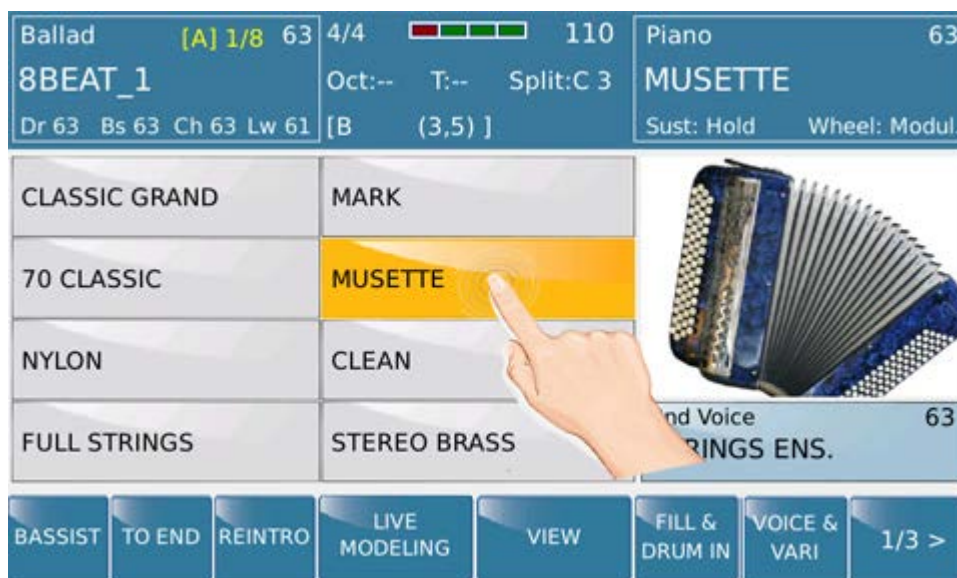 Ballad [A] 1/8 63
8BEAT_1
Dr 63 Bs 63 Ch 63 Lw 61
4/4 110
Oct:-- T:-- Split:C 3
[B (3,5) ]
Piano 63
MUSETTE
Sust: Hold Wheel: Modul.
CLASSIC GRAND
MARK
70 CLASSIC
MUSETTE
NYLON
CLEAN
FULL STRINGS
STEREO BRASS
Voice 63
ENS.
BASSIST
TO END
REINTRO
LIVE
MODELING
VIEW
FILL &
DRUM IN
VOICE &
VARI
1/3 >